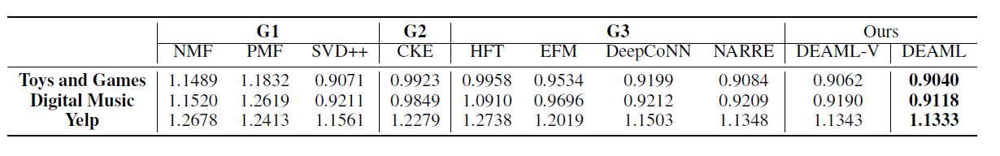 G1 G2 G3 Ours
NMF PMF SVD++ CKE HFT EFM DeepCoNN NARRE DEAML-V DEAML
Toys and Games 1.1489 1.1832 0.9071 0.9923 0.9958 0.9534 0.9199 0.9084 0.9062 0.9040
Digital Music 1.1520 1.2619 0.9211 0.9849 1.0910 0.9696 0.9212 0.9209 0.9190 0.9118
Yelp 1.2678 1.2413 1.1561 1.2279 1.2738 1.2019 1.1503 1.1348 1.1343 1.1333